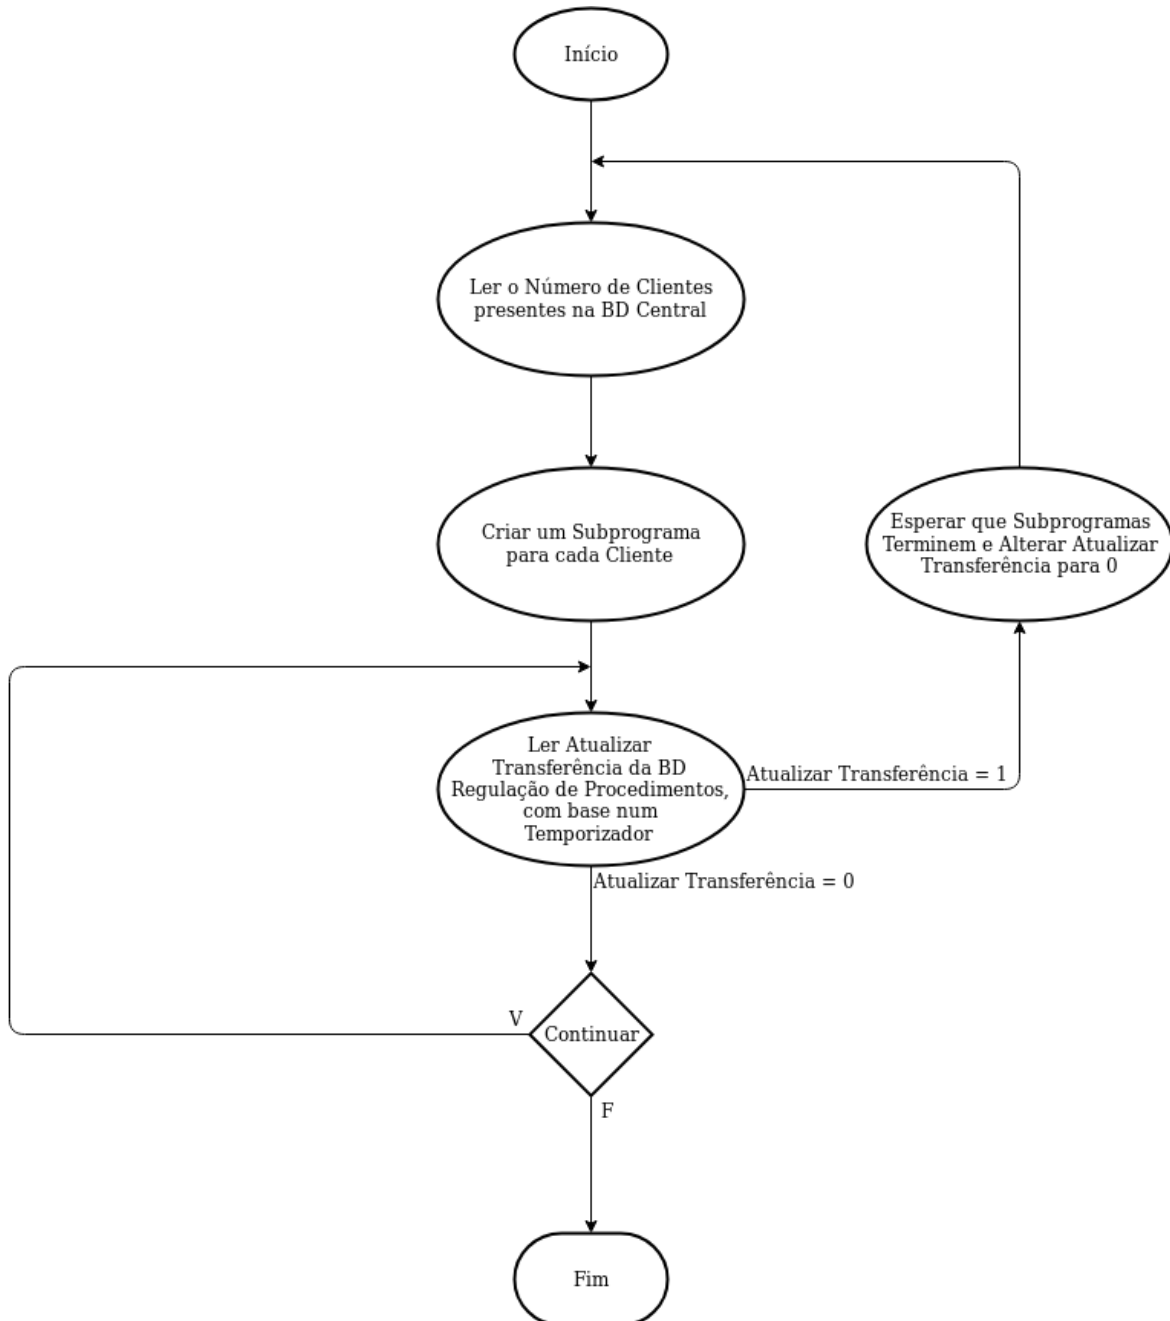 Início
Ler o Número de Clientes
presentes na BD Central
Criar um Subprograma
para cada Cliente
Esperar que Subprogramas
Terminem e Alterar Atualizar
Transferência para 0
Ler Atualizar
Transferência da BD
Regulação de Procedimentos,
com base num
Temporizador
Atualizar Transferência = 1
Atualizar Transferência = 0
V
Continuar
F
Fim